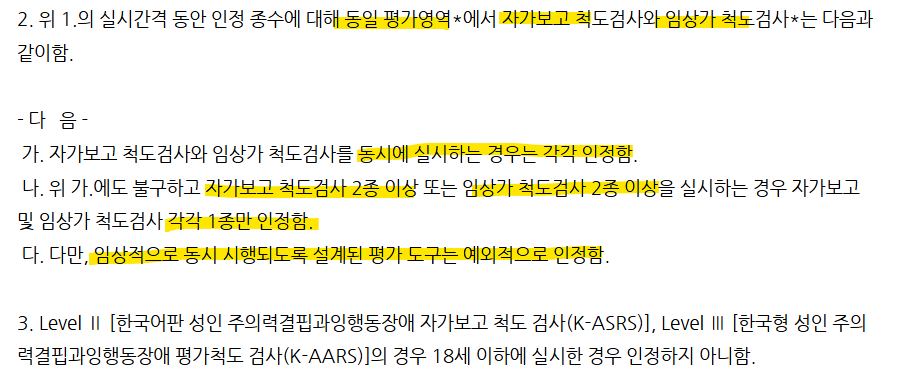 2. 위 1.의 실시간격 동안 인정 종수에 대해 동일 평가영역*에서 자가보고 척도검사와 임상가 척도검사*는 다음과
같이함.
- 다 음 -
가. 자가보고 척도검사와 임상가 척도검사를 동시에 실시하는 경우는 각각 인정함.
나. 위 가.에도 불구하고 자가보고 척도검사 2종 이상 또는 임상가 척도검사 2종 이상을 실시하는 경우 자가보고
및 임상가 척도검사 각각 1종만 인정함.
다. 다만, 임상적으로 동시 시행되도록 설계된 평가 도구는 예외적으로 인정함.
3. Level Ⅱ [한국어판 성인 주의력결핍과잉행동장애 자가보고 척도 검사(K-ASRS)], Level Ⅲ [한국형 성인 주의
력결핍과잉행동장애 평가척도 검사(K-AARS)]의 경우 18세 이하에 실시한 경우 인정하지 아니함.